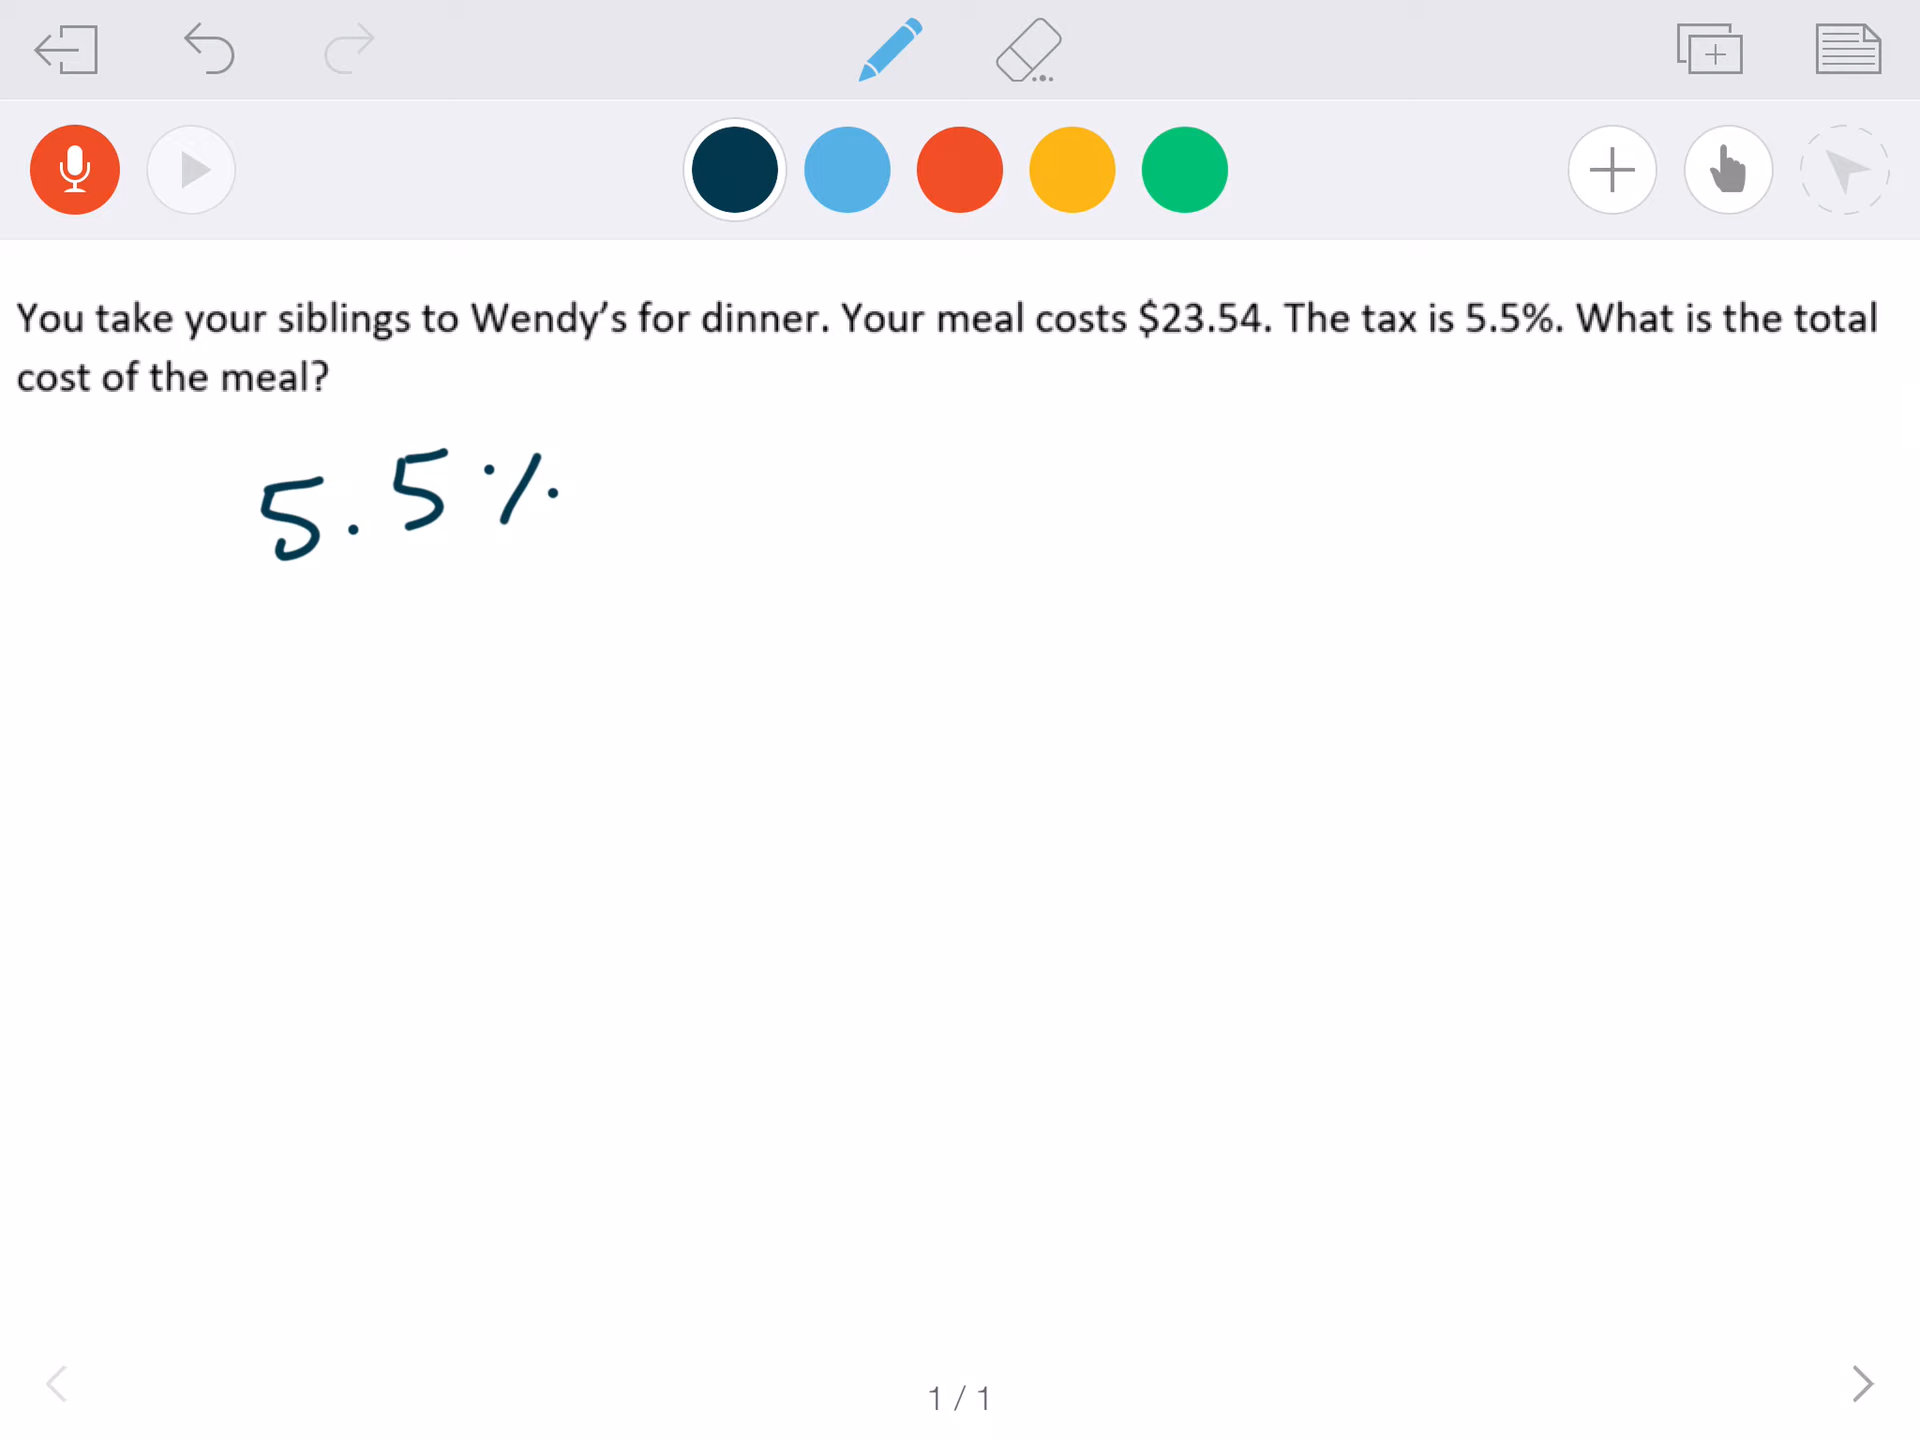 You take your siblings to Wendy’s for dinner. Your meal costs $23.54. The tax is 5.5%. What is the total
cost of the meal?
5.5%
1 / 1